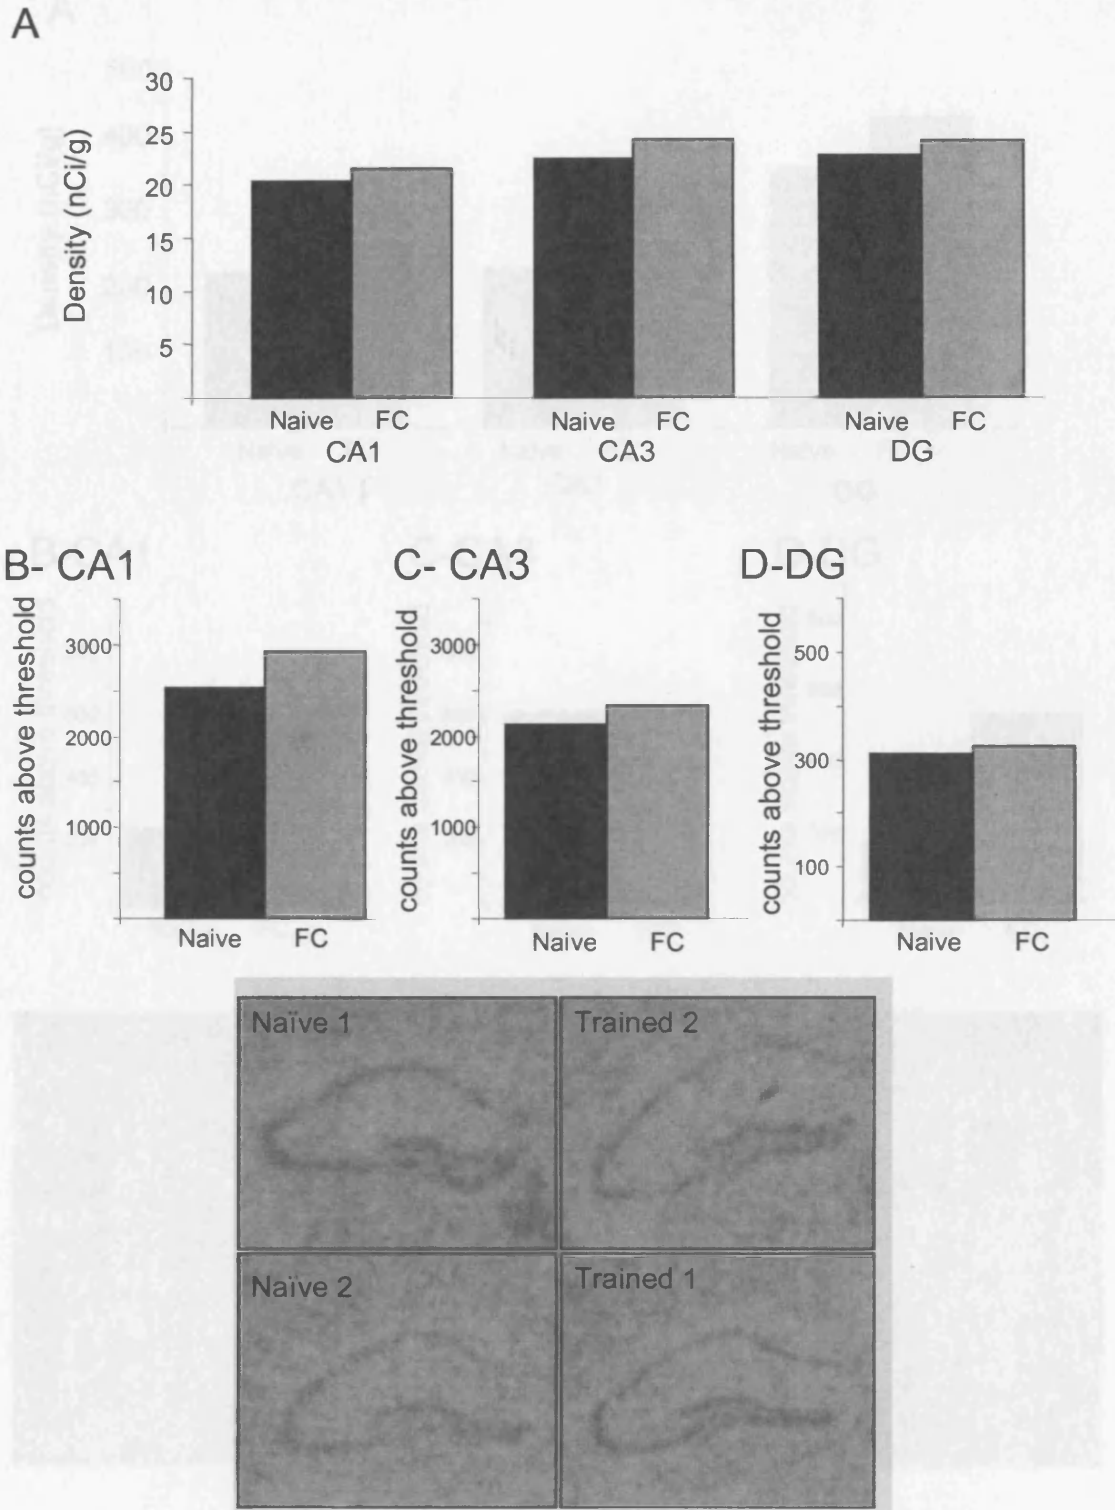 A
30
25
20
15
10
5
Density (nCi/g)
Naive FC Naive FC Naive FC
CA1 CA3 DG
B- CA1 C- CA3 D-DG
counts above threshold
3000
2000
1000
Naive FC
counts above threshold
3000
2000
1000
Naive FC
counts above threshold
500
300
100
Naive FC
Naïve 1 Trained 2
Naïve 2 Trained 1